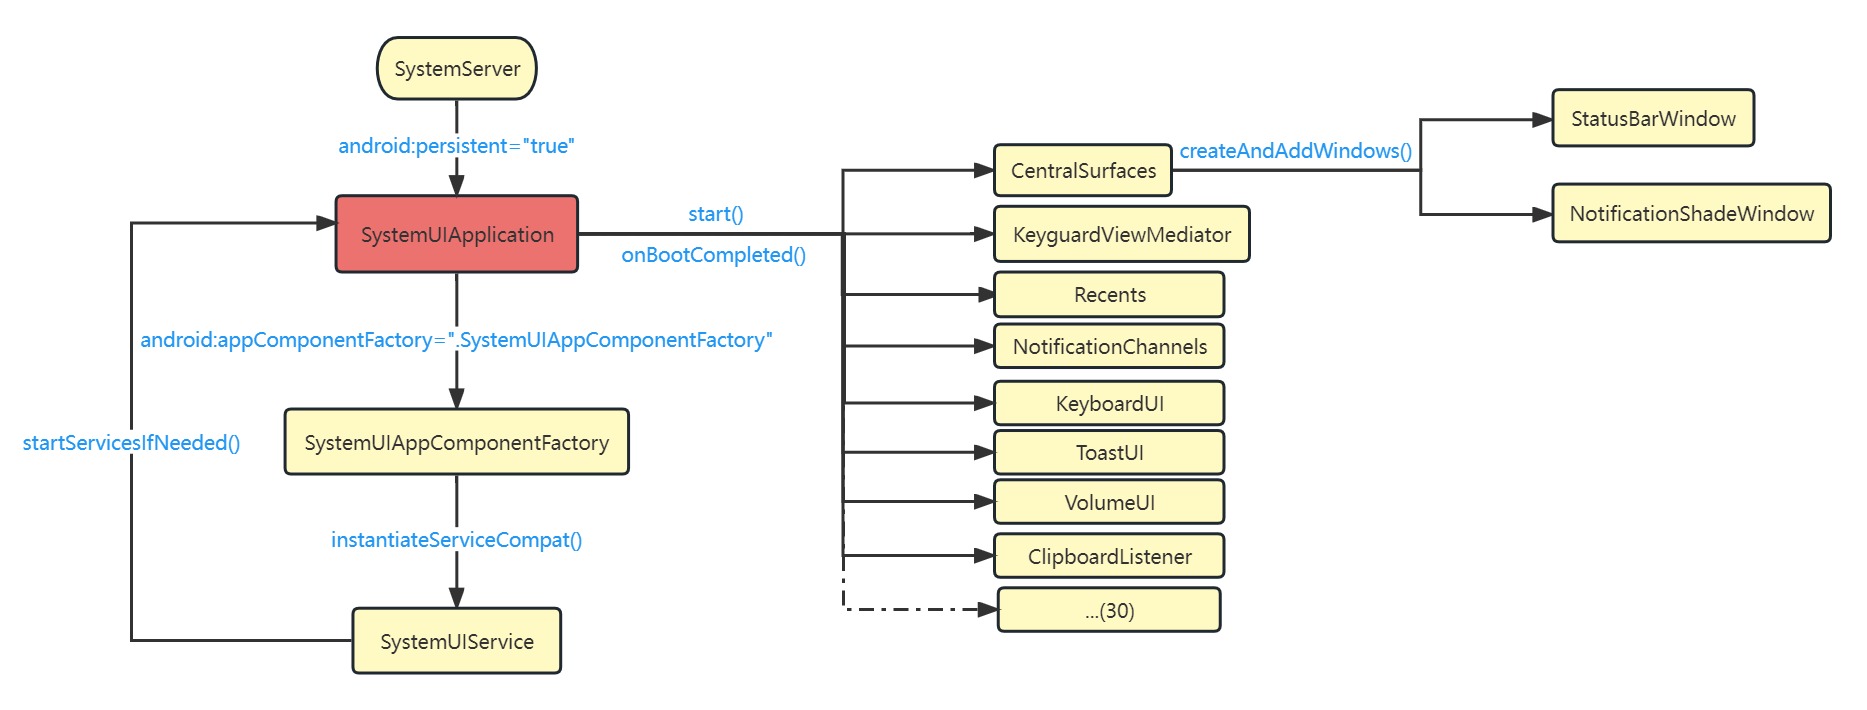 SystemServer
android:persistent="true"
SystemUIApplication
android:appComponentFactory=".SystemUIAppComponentFactory"
SystemUIAppComponentFactory
instantiateServiceCompat()
SystemUIService
startServicesIfNeeded()
start()
onBootCompleted()
CentralSurfaces
KeyguardViewMediator
Recents
NotificationChannels
KeyboardUI
ToastUI
VolumeUI
ClipboardListener
...(30)
createAndAddWindows()
StatusBarWindow
NotificationShadeWindow